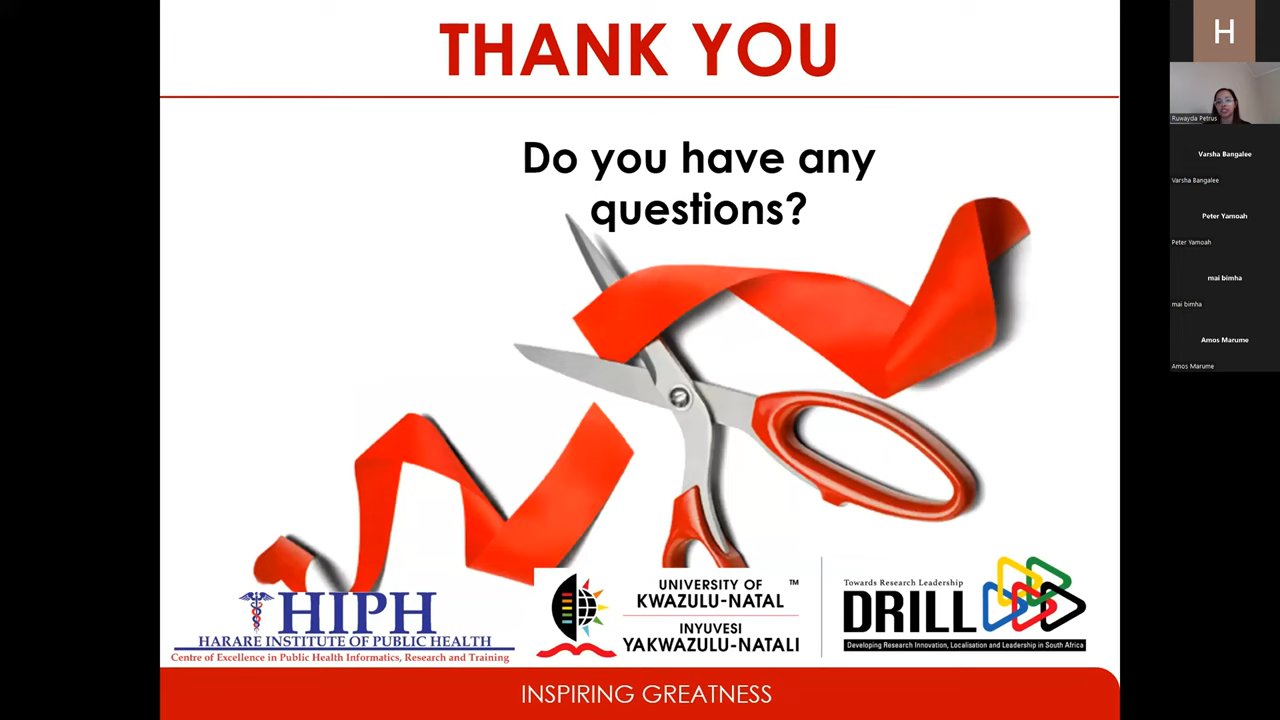 THANK YOU
Do you have any
questions?
HIPH
HARARE INSTITUTE OF PUBLIC HEALTH
Centre of Excellence in Public Health Informatics, Research and Training
UNIVERSITY OF
KWAZULU-NATAL
TM
INYUVESI
YAKWAZULU-NATALI
Towards Research Leadership
DRILL
Developing Research Innovation, Localisation and Leadership in South Africa
INSPIRING GREATNESS
H
Ruwayda Petrus
Varsha Bangalee
Varsha Bangalee
Peter Yamoah
Peter Yamoah
mai bimha
mai bimha
Amos Marume
Amos Marume